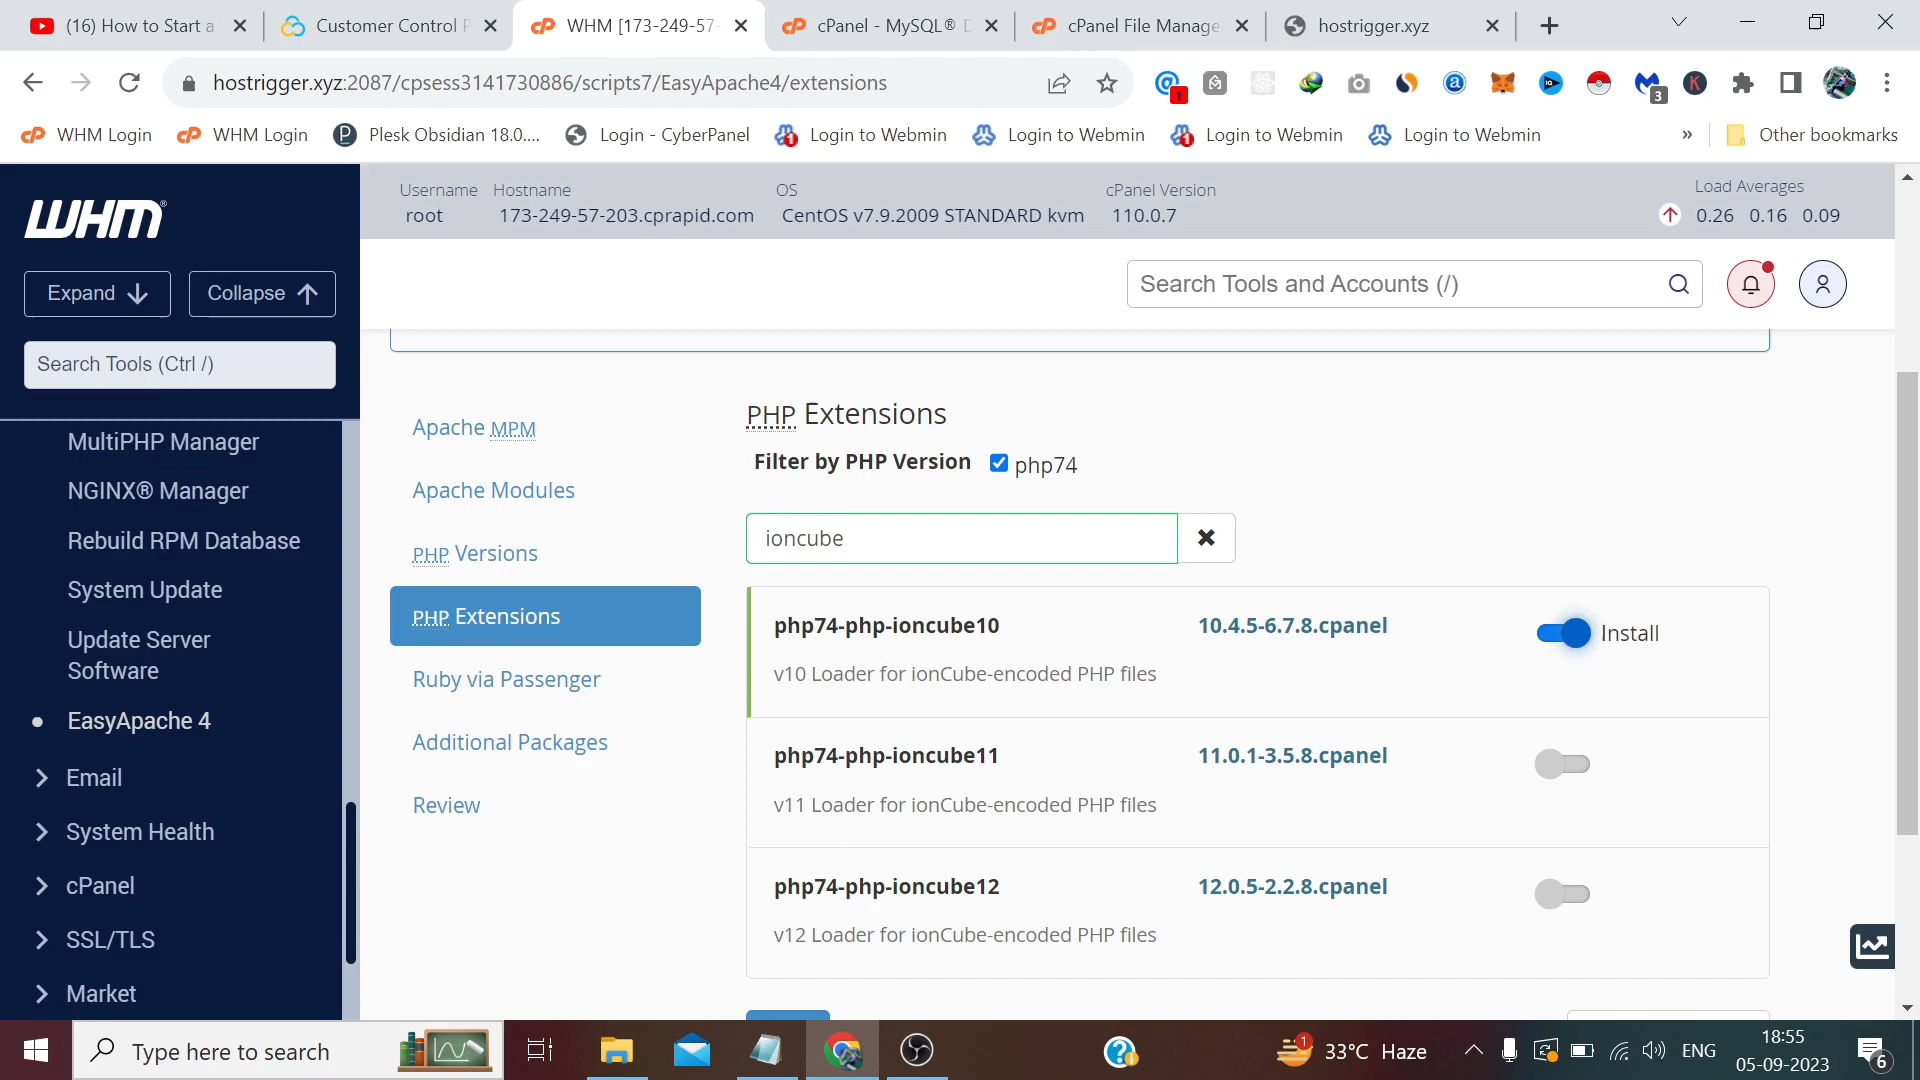 (16) How to Start a
Customer Control P
WHM [173-249-57-
cPanel - MySQL® D
cPanel File Manage
hostrigger.xyz
hostrigger.xyz:2087/cpsess3141730886/scripts7/EasyApache4/extensions
1
3
WHM Login
WHM Login
Plesk Obsidian 18.0....
Login - CyberPanel
Login to Webmin
Login to Webmin
Login to Webmin
Login to Webmin
»
Other bookmarks
WHM®
Expand
Collapse
Search Tools (Ctrl /)
MultiPHP Manager
NGINX® Manager
Rebuild RPM Database
System Update
Update Server
Software
EasyApache 4
Email
System Health
cPanel
SSL/TLS
Market
Username Hostname OS cPanel Version Load Averages
root 173-249-57-203.cprapid.com CentOS v7.9.2009 STANDARD kvm 110.0.7 0.26 0.16 0.09
Search Tools and Accounts (/)
Apache MPM
Apache Modules
PHP Versions
PHP Extensions
Ruby via Passenger
Additional Packages
Review
PHP Extensions
Filter by PHP Version php74
ioncube
php74-php-ioncube10 10.4.5-6.7.8.cpanel Install
v10 Loader for ionCube-encoded PHP files
php74-php-ioncube11 11.0.1-3.5.8.cpanel
v11 Loader for ionCube-encoded PHP files
php74-php-ioncube12 12.0.5-2.2.8.cpanel
v12 Loader for ionCube-encoded PHP files
Type here to search
1
33°C Haze
ENG
18:55
05-09-2023
6